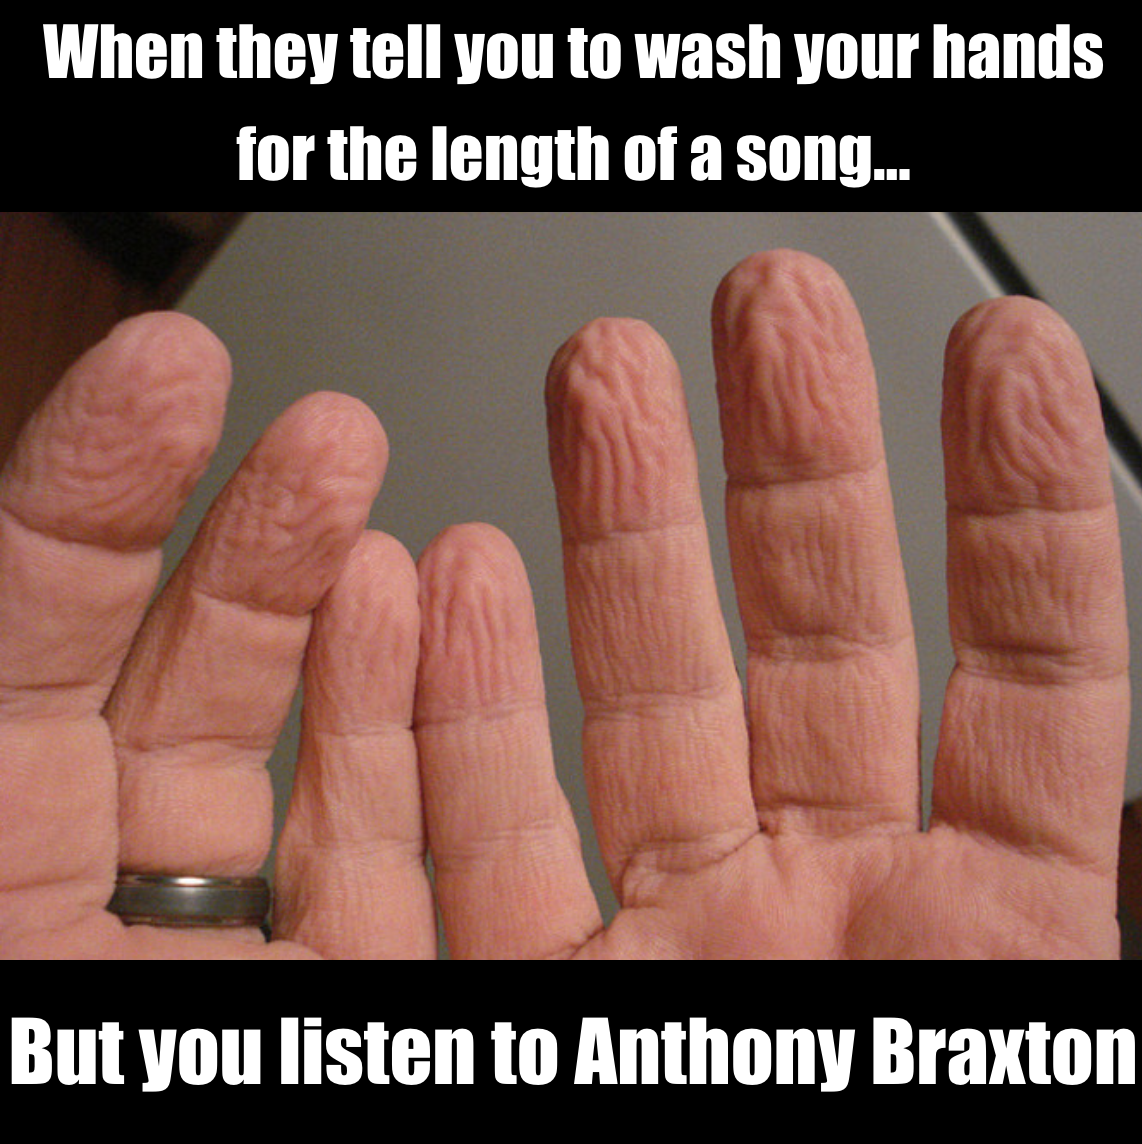 When they tell you to wash your hands
for the length of a song...
But you listen to Anthony Braxton